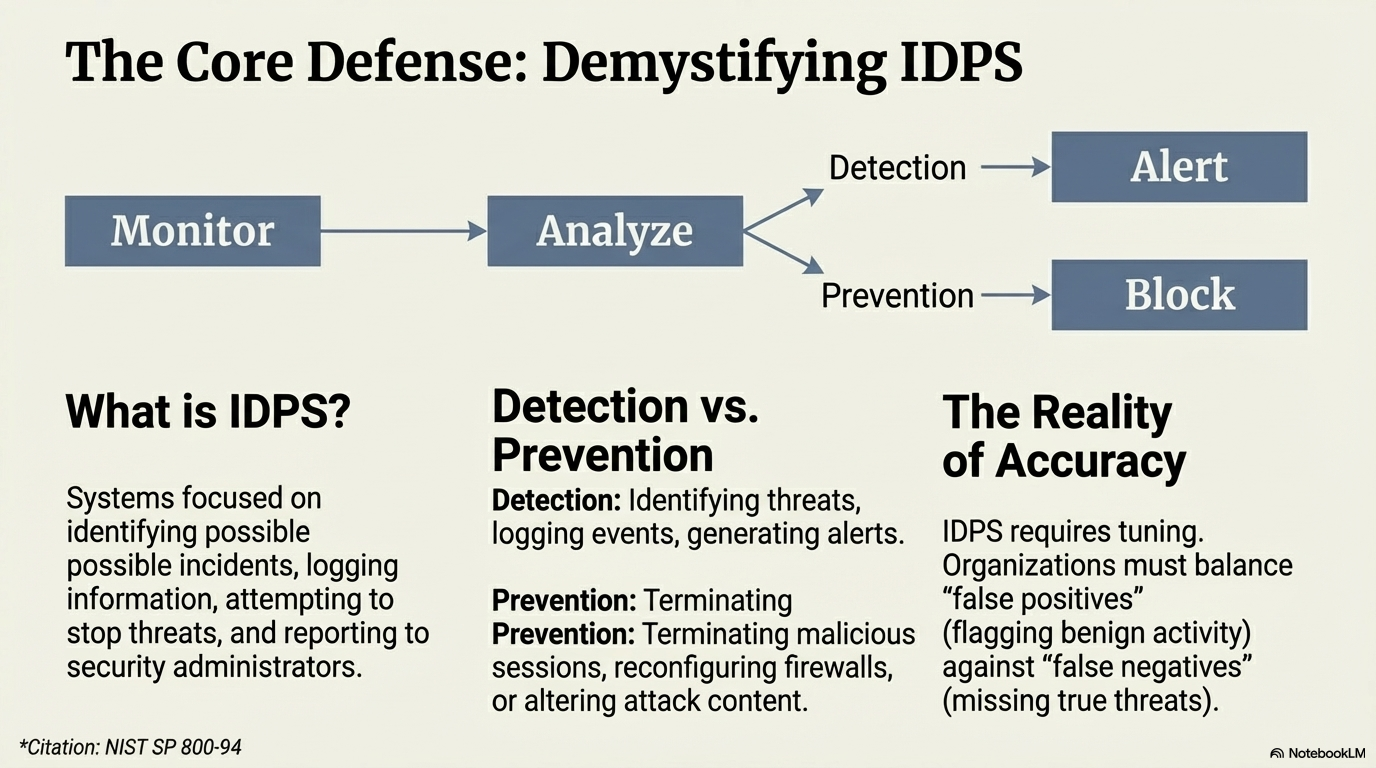 The Core Defense: Demystifying IDPS
Monitor
Analyze
Detection
Alert
Prevention
Block
What is IDPS?
Systems focused on
identifying possible
possible incidents, logging
information, attempting to
stop threats, and reporting to
security administrators.
Detection vs.
Prevention
Detection: Identifying threats,
logging events, generating alerts.
Prevention: Terminating
Prevention: Terminating malicious
sessions, reconfiguring firewalls,
or altering attack content.
The Reality
of Accuracy
IDPS requires tuning.
Organizations must balance
“false positives”
(flagging benign activity)
against “false negatives”
(missing true threats).
*Citation: NIST SP 800-94
NotebookLM